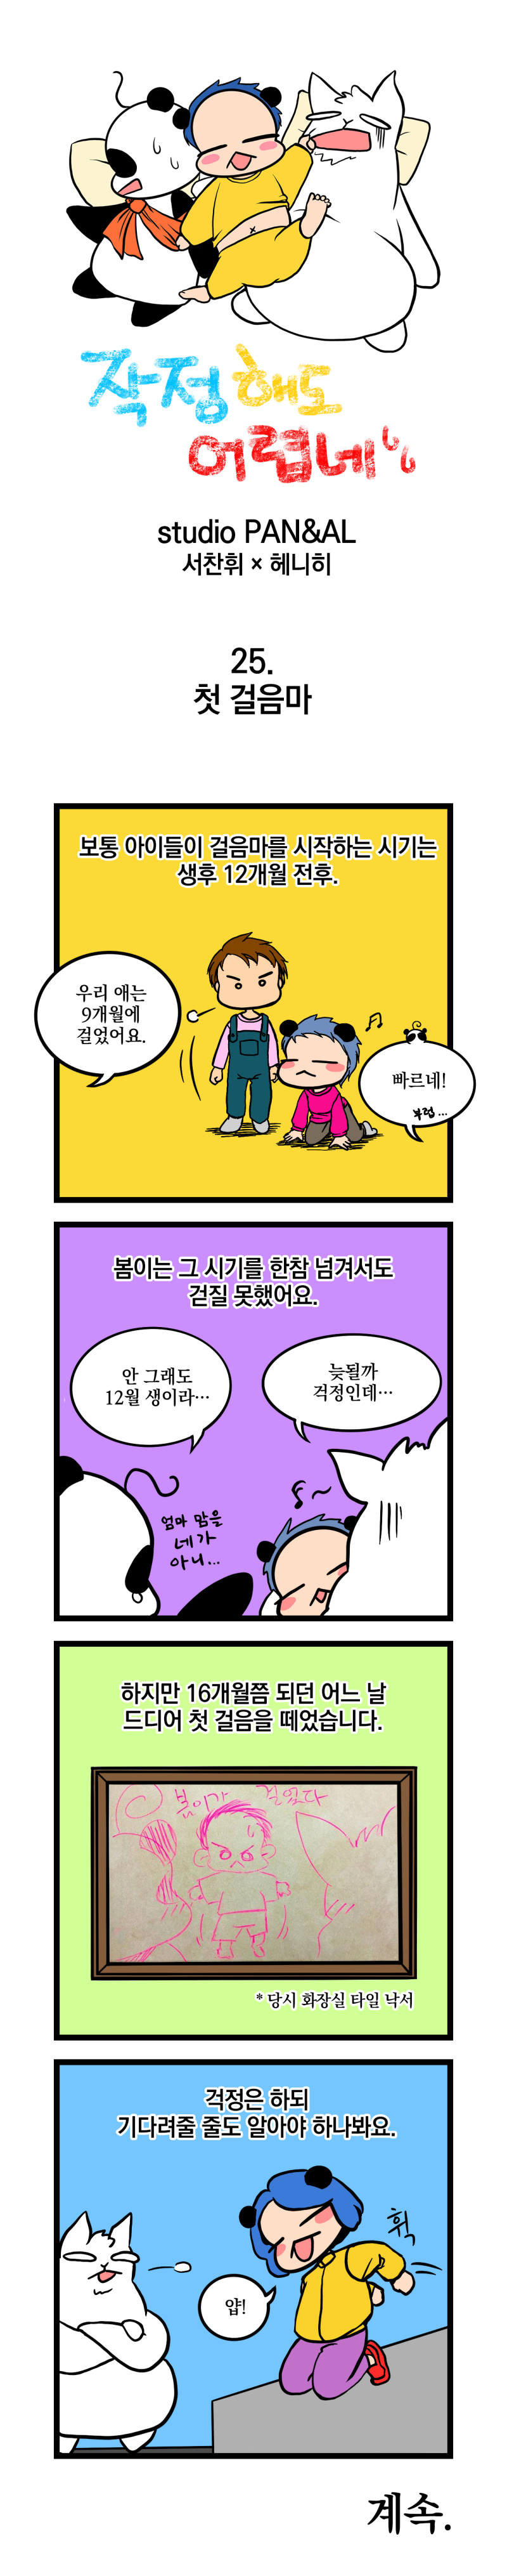 작정해도
어렵네
studio PAN&AL
서찬휘 × 헤니히
25.
첫 걸음마
보통 아이들이 걸음마를 시작하는 시기는
생후 12개월 전후.
우리 애는
9개월에
걸었어요.
빠르네!
부럽...
봄이는 그 시기를 한참 넘겨서도
걷질 못했어요.
안 그래도
12월 생이라…
늦될까
걱정인데…
엄마 맘을
네가
아니...
하지만 16개월쯤 되던 어느 날
드디어 첫 걸음을 떼었습니다.
봄이가 걸었다
* 당시 화장실 타일 낙서
걱정은 하되
기다려줄 줄도 알아야 하나봐요.
휙
얍!
계속.